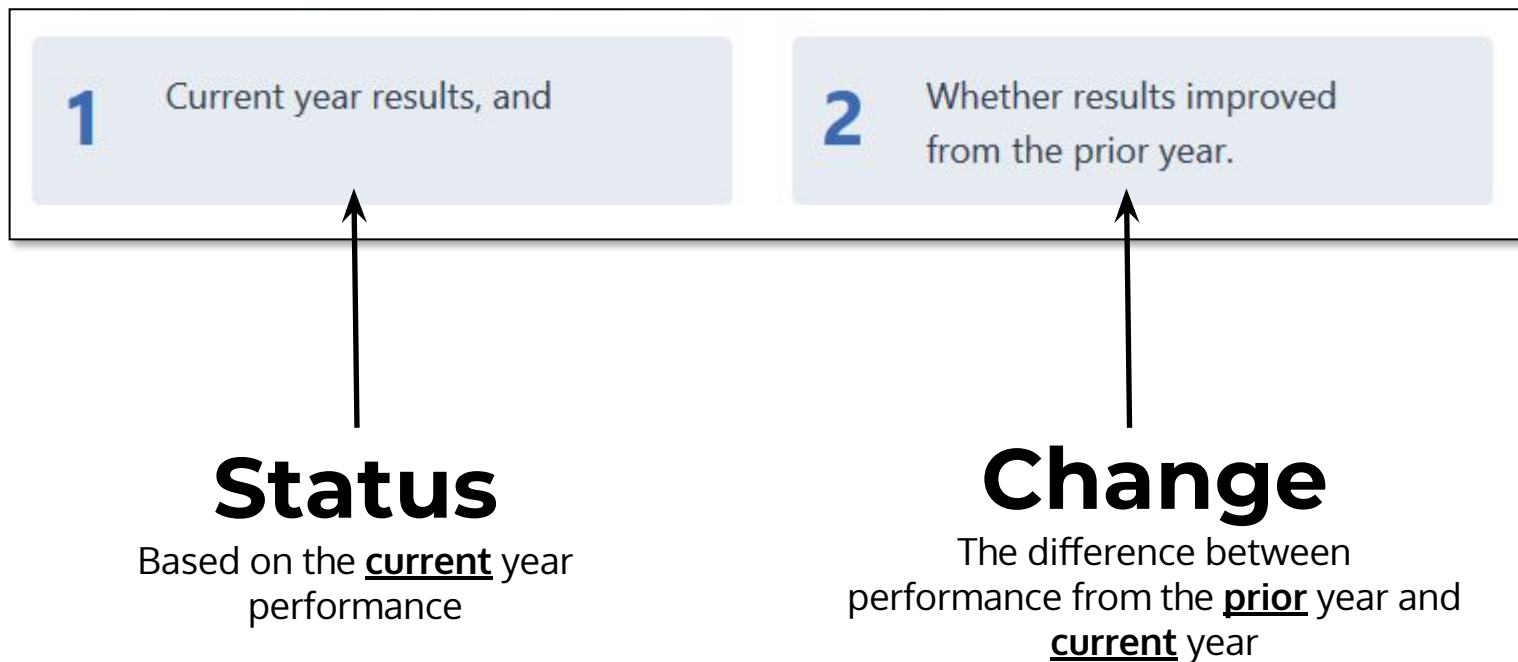 1
Current year results, and
2
Whether results improved
from the prior year.
Status
Based on the current year
performance
Change
The difference between
performance from the prior year and
current year